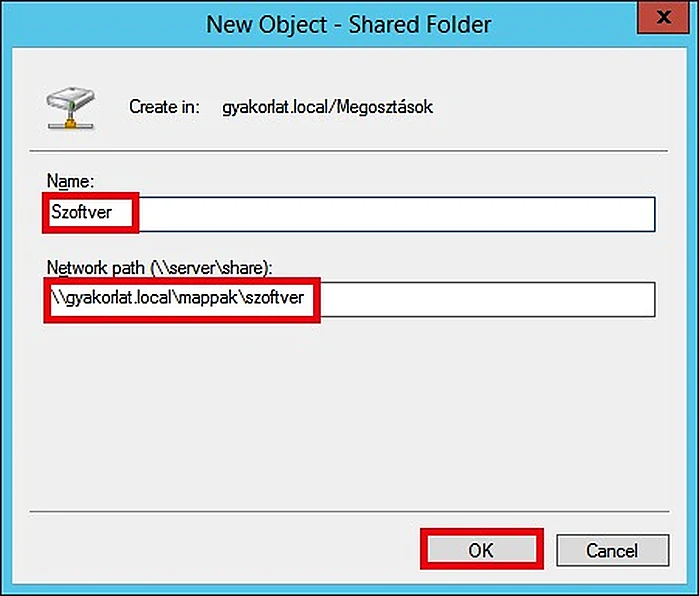 New Object - Shared Folder
x
Create in: gyakorlat.local/Megosztások
Name:
Szoftver
Network path (\\server\share):
\\gyakorlat.local\mappak\szoftver
OK
Cancel